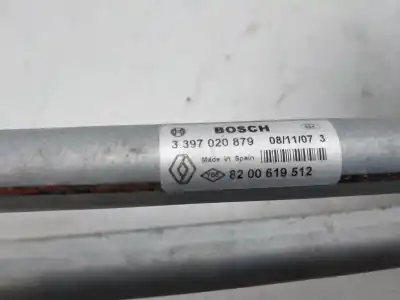 BOSCH
3 397 020 879 08/11/07 3
Made in Spain
82 00 619 512